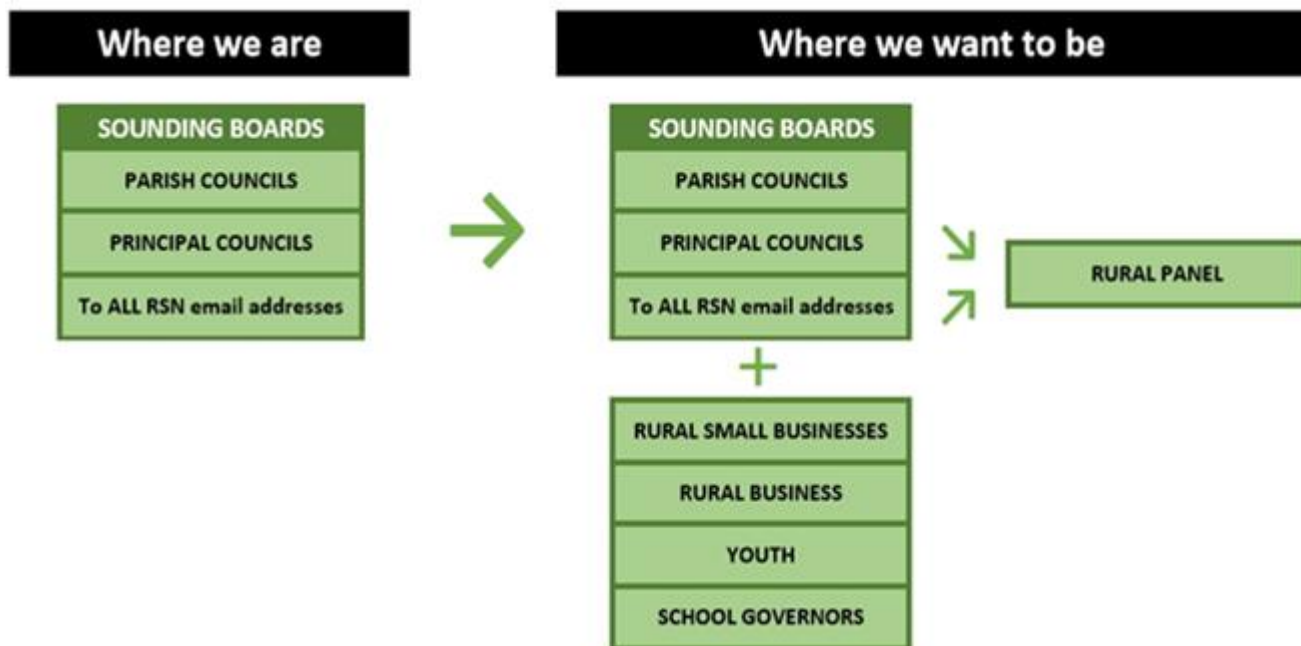 Where we are
SOUNDING BOARDS
PARISH COUNCILS
PRINCIPAL COUNCILS
To ALL RSN email addresses
Where we want to be
SOUNDING BOARDS
PARISH COUNCILS
PRINCIPAL COUNCILS
To ALL RSN email addresses
+
RURAL SMALL BUSINESSES
RURAL BUSINESS
YOUTH
SCHOOL GOVERNORS
RURAL PANEL